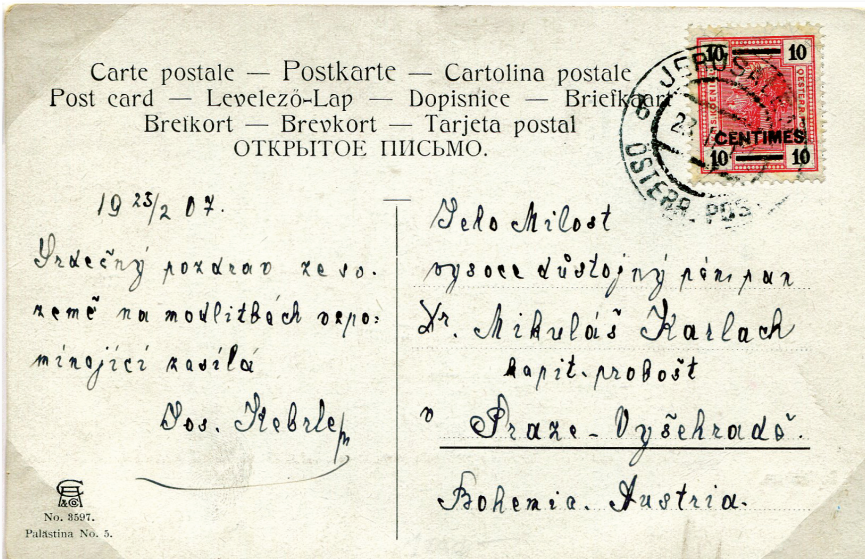 Carte postale — Postkarte — Cartolina postale
Post card — Levelező-Lap — Dopisnice — Briefkaart
Brefkort — Brevkort — Tarjeta postal
ОТКРЫТОЕ ПИСЬМО.
10 10
CENTIMES
10 10
JERUSALEM
ÖSTERR. POST
19 25/2 07.
Srdečný pozdrav ze sv.
země na modlitbách vzpo-
mínající zasílá
Jos. Kebrle
Jeho Milost
vysoce důstojný pán pan
Dr. Mikuláš Karlach
kapit. probošt
v Praze - Vyšehradě.
Bohemia. Austria.
No. 3597.
Palästina No. 5.